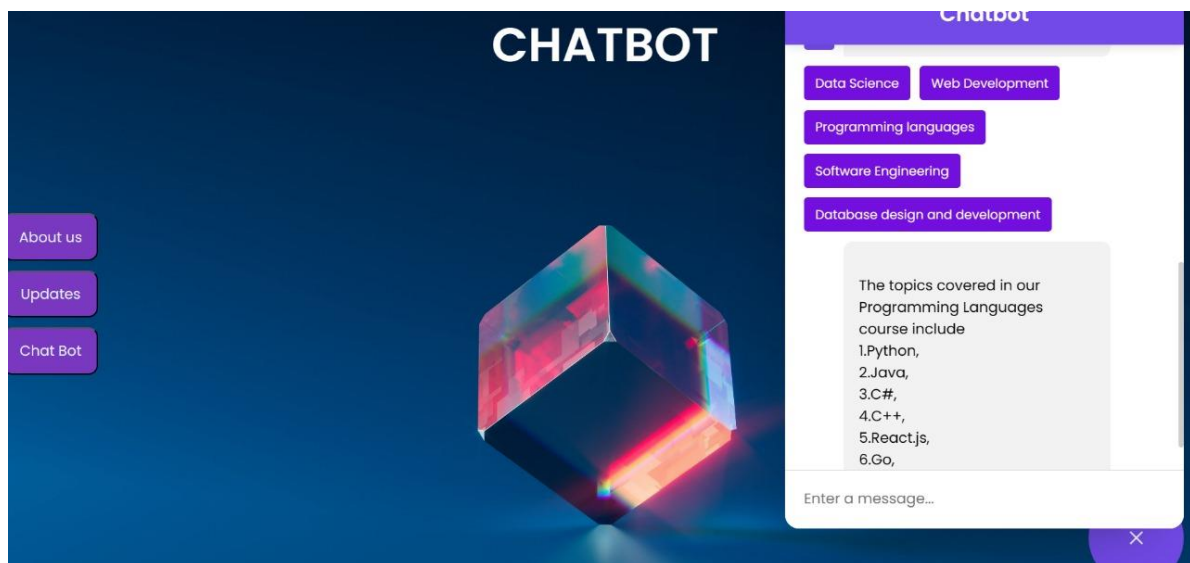 CHATBOT
About us
Updates
Chat Bot
Chatbot
Data Science
Web Development
Programming languages
Software Engineering
Database design and development
The topics covered in our
Programming Languages
course include
1.Python,
2.Java,
3.C#,
4.C++,
5.React.js,
6.Go,
Enter a message...